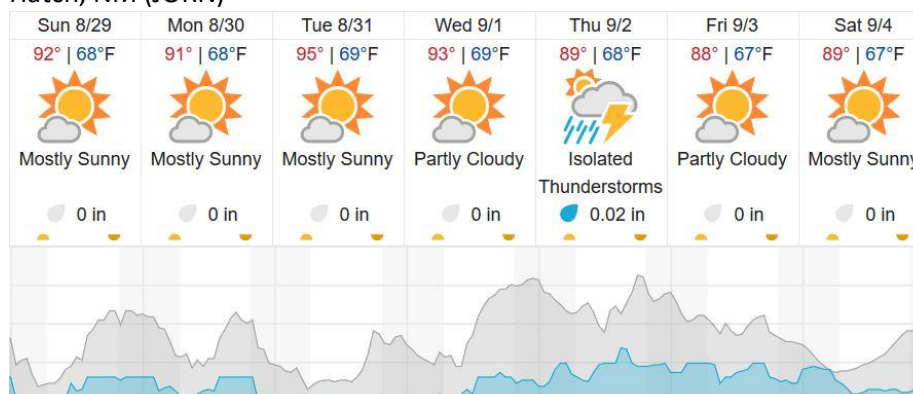 Hatch, NM (JORN)
Sun 8/29 Mon 8/30 Tue 8/31 Wed 9/1 Thu 9/2 Fri 9/3 Sat 9/4
92° | 68°F 91° | 68°F 95° | 69°F 93° | 69°F 89° | 68°F 88° | 67°F 89° | 67°F
Mostly Sunny Mostly Sunny Mostly Sunny Partly Cloudy Isolated Partly Cloudy Mostly Sunny
Thunderstorms
0 in 0 in 0 in 0 in 0.02 in 0 in 0 in